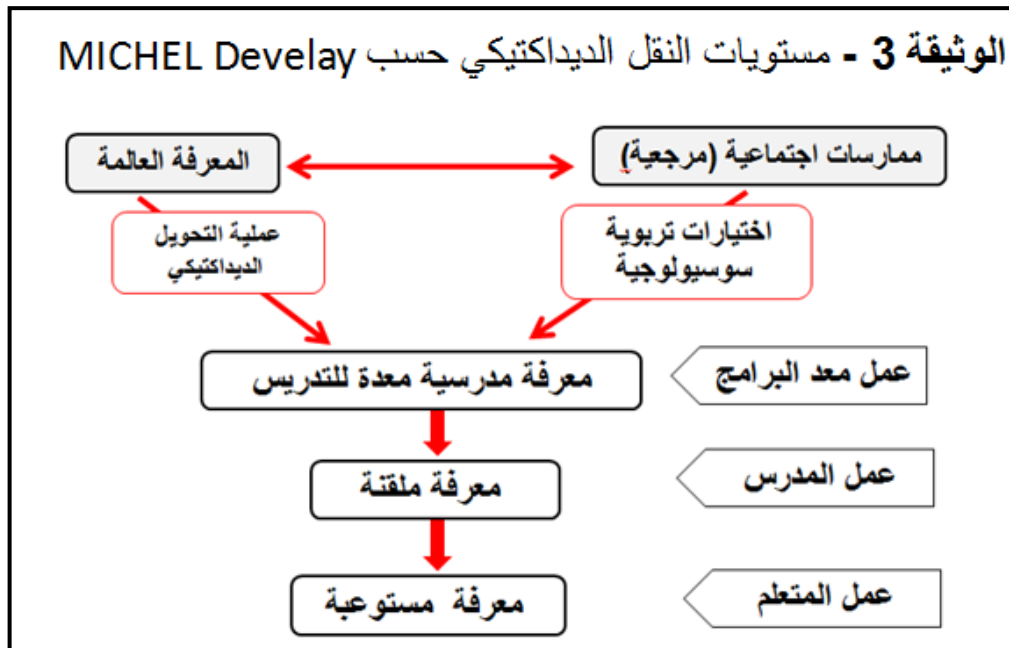 الوثيقة 3 - مستويات النقل الديداكتيكي حسب MICHEL Develay
ممارسات اجتماعية (مرجعية)
المعرفة العالمة
اختيارات تربوية
سوسيولوجية
عملية التحويل
الديداكتيكي
معرفة مدرسية معدة للتدريس
عمل معد البرامج
معرفة ملقنة
عمل المدرس
معرفة مستوعبة
عمل المتعلم